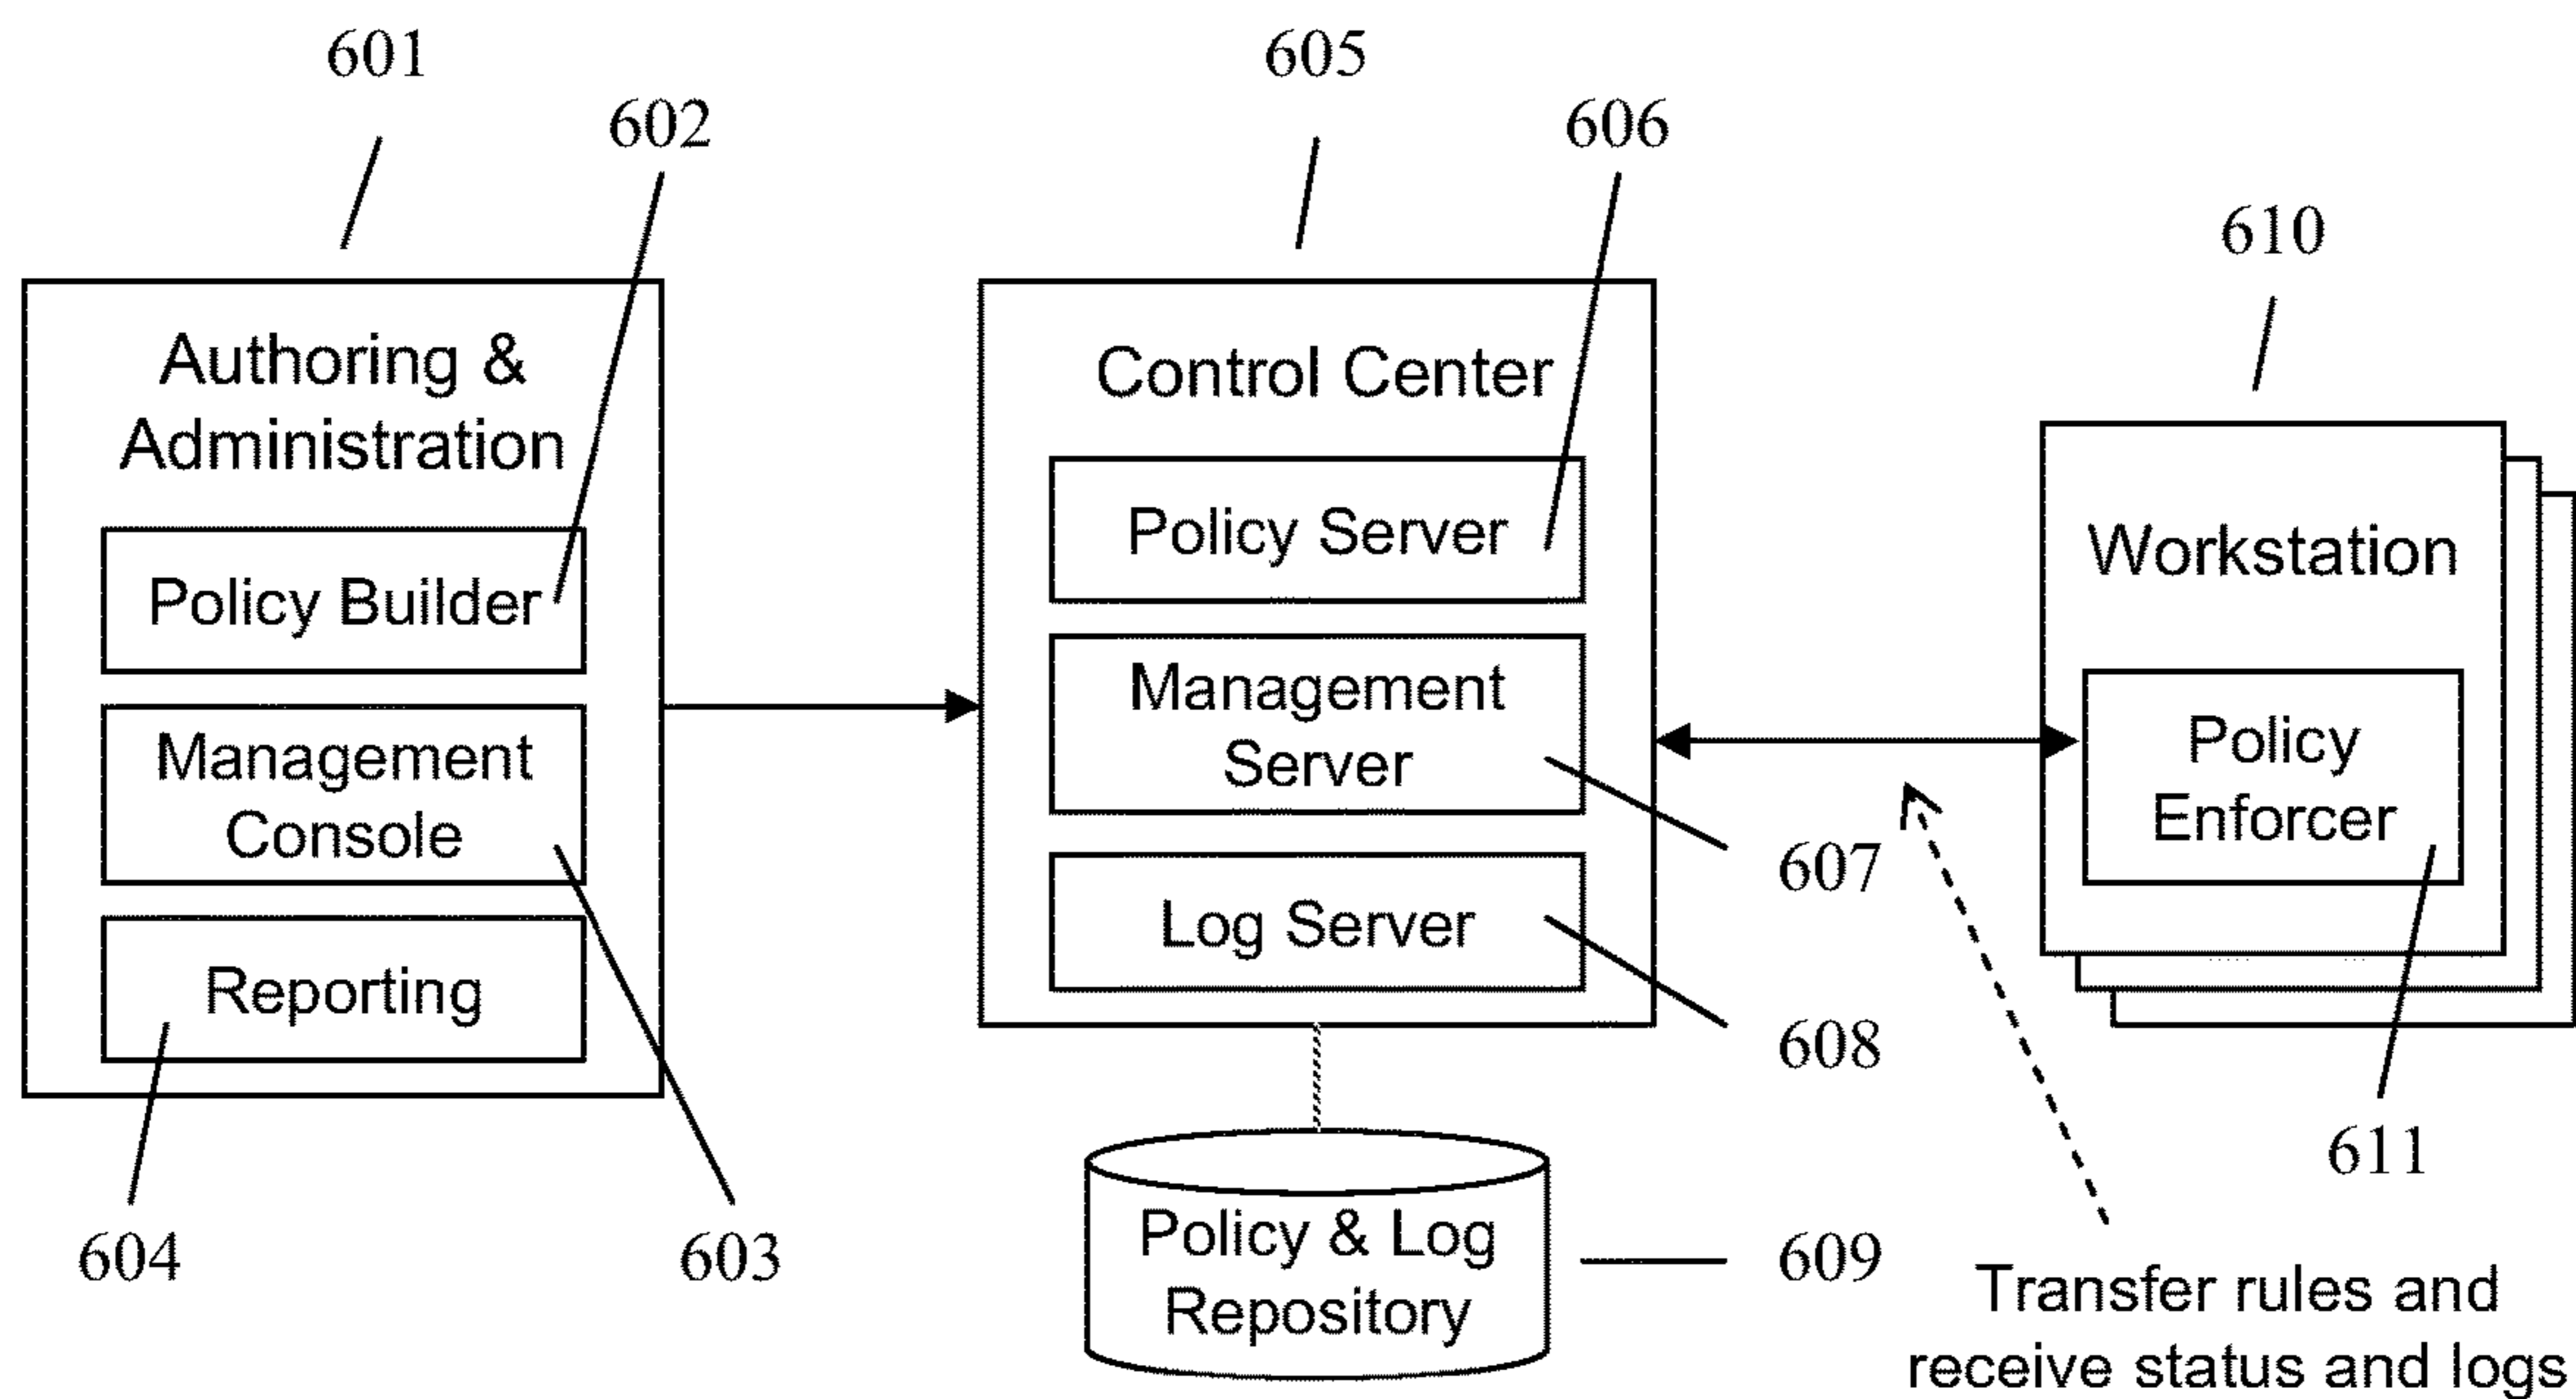 601
602
Authoring &
Administration
Policy Builder
Management
Console
Reporting
604
603
605
606
Control Center
Policy Server
Management
Server
Log Server
607
608
Policy & Log
Repository
609
610
Workstation
Policy
Enforcer
611
Transfer rules and
receive status and logs